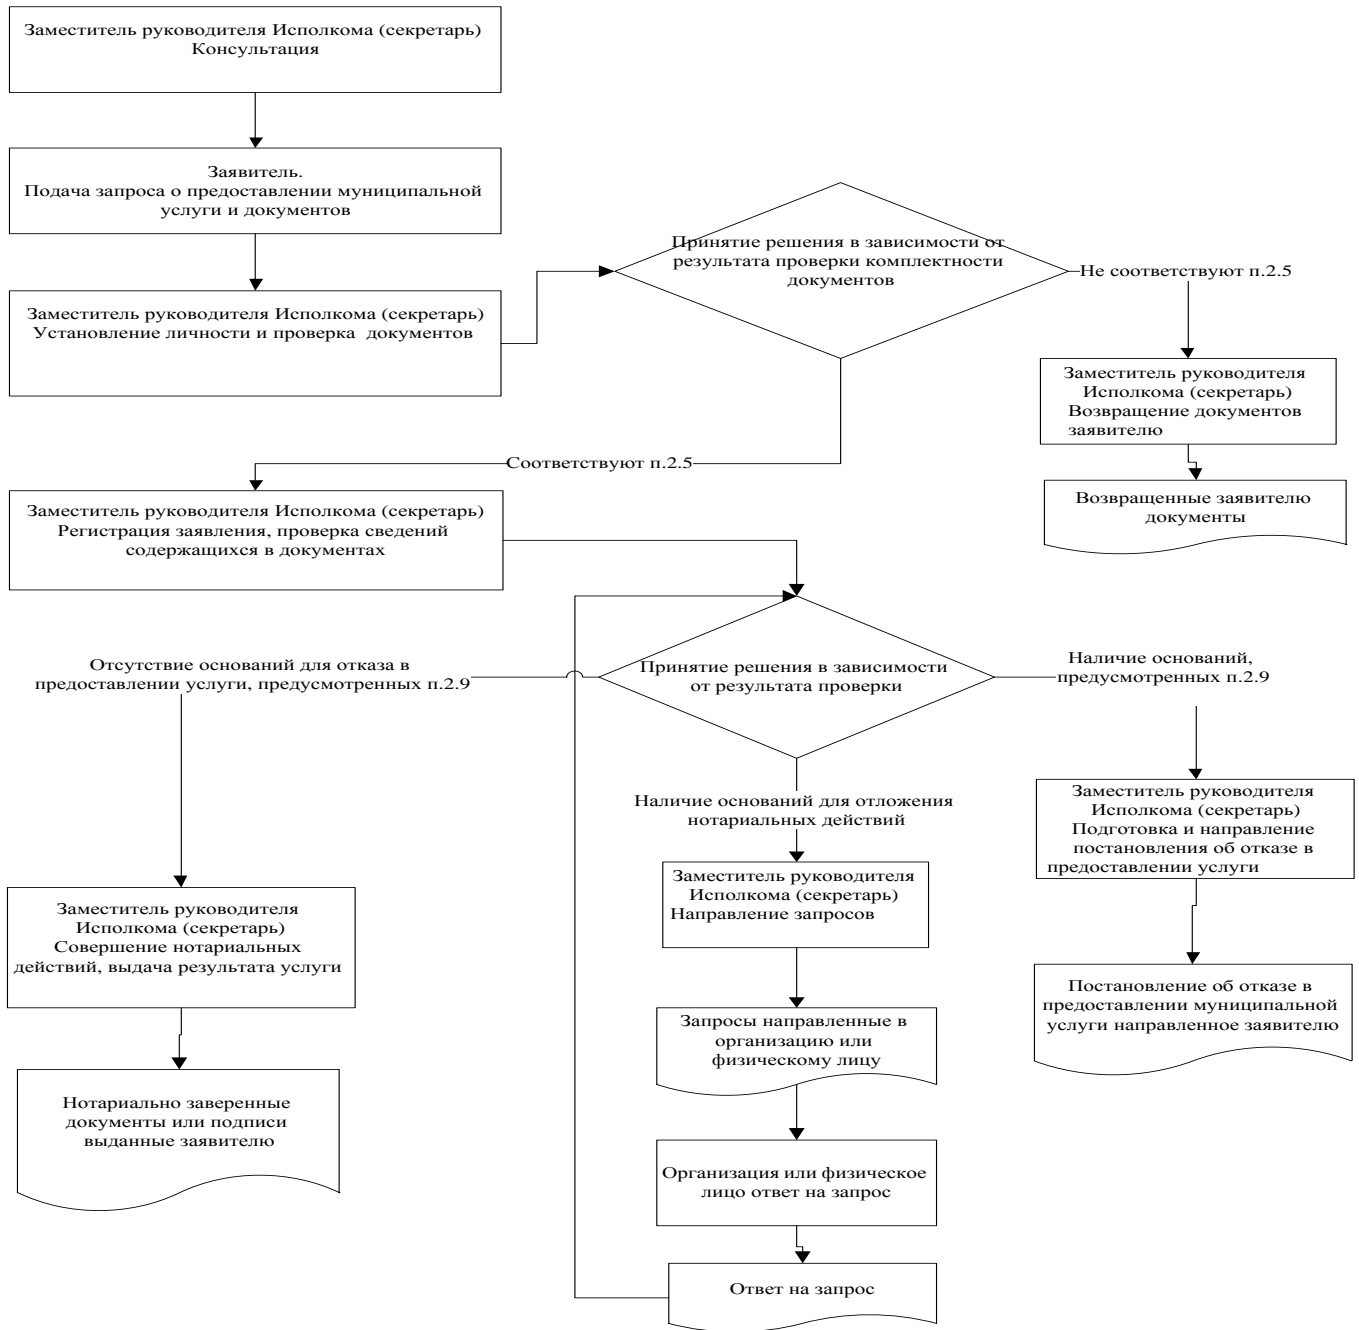 Заместитель руководителя Исполкома (секретарь)
Консультация
Заявитель.
Подача запроса о предоставлении муниципальной
услуги и документов
Заместитель руководителя Исполкома (секретарь)
Установление личности и проверка документов
Принятие решения в зависимости от
результата проверки комплектности
документов
Не соответствуют п.2.5
Заместитель руководителя
Исполкома (секретарь)
Возвращение документов
заявителю
Возвращенные заявителю
документы
Соответствуют п.2.5
Заместитель руководителя Исполкома (секретарь)
Регистрация заявления, проверка сведений
содержащихся в документах
Принятие решения в зависимости
от результата проверки
Отсутствие оснований для отказа в
предоставлении услуги, предусмотренных п.2.9
Наличие оснований,
предусмотренных п.2.9
Наличие оснований для отложения
нотариальных действий
Заместитель руководителя
Исполкома (секретарь)
Совершение нотариальных
действий, выдача результата услуги
Нотариально заверенные
документы или подписи
выданные заявителю
Заместитель руководителя
Исполкома (секретарь)
Направление запросов
Запросы направленные в
организацию или
физическому лицу
Организация или физическое
лицо ответ на запрос
Ответ на запрос
Заместитель руководителя
Исполкома (секретарь)
Подготовка и направление
постановления об отказе в
предоставлении услуги
Постановление об отказе в
предоставлении муниципальной
услуги направленное заявителю